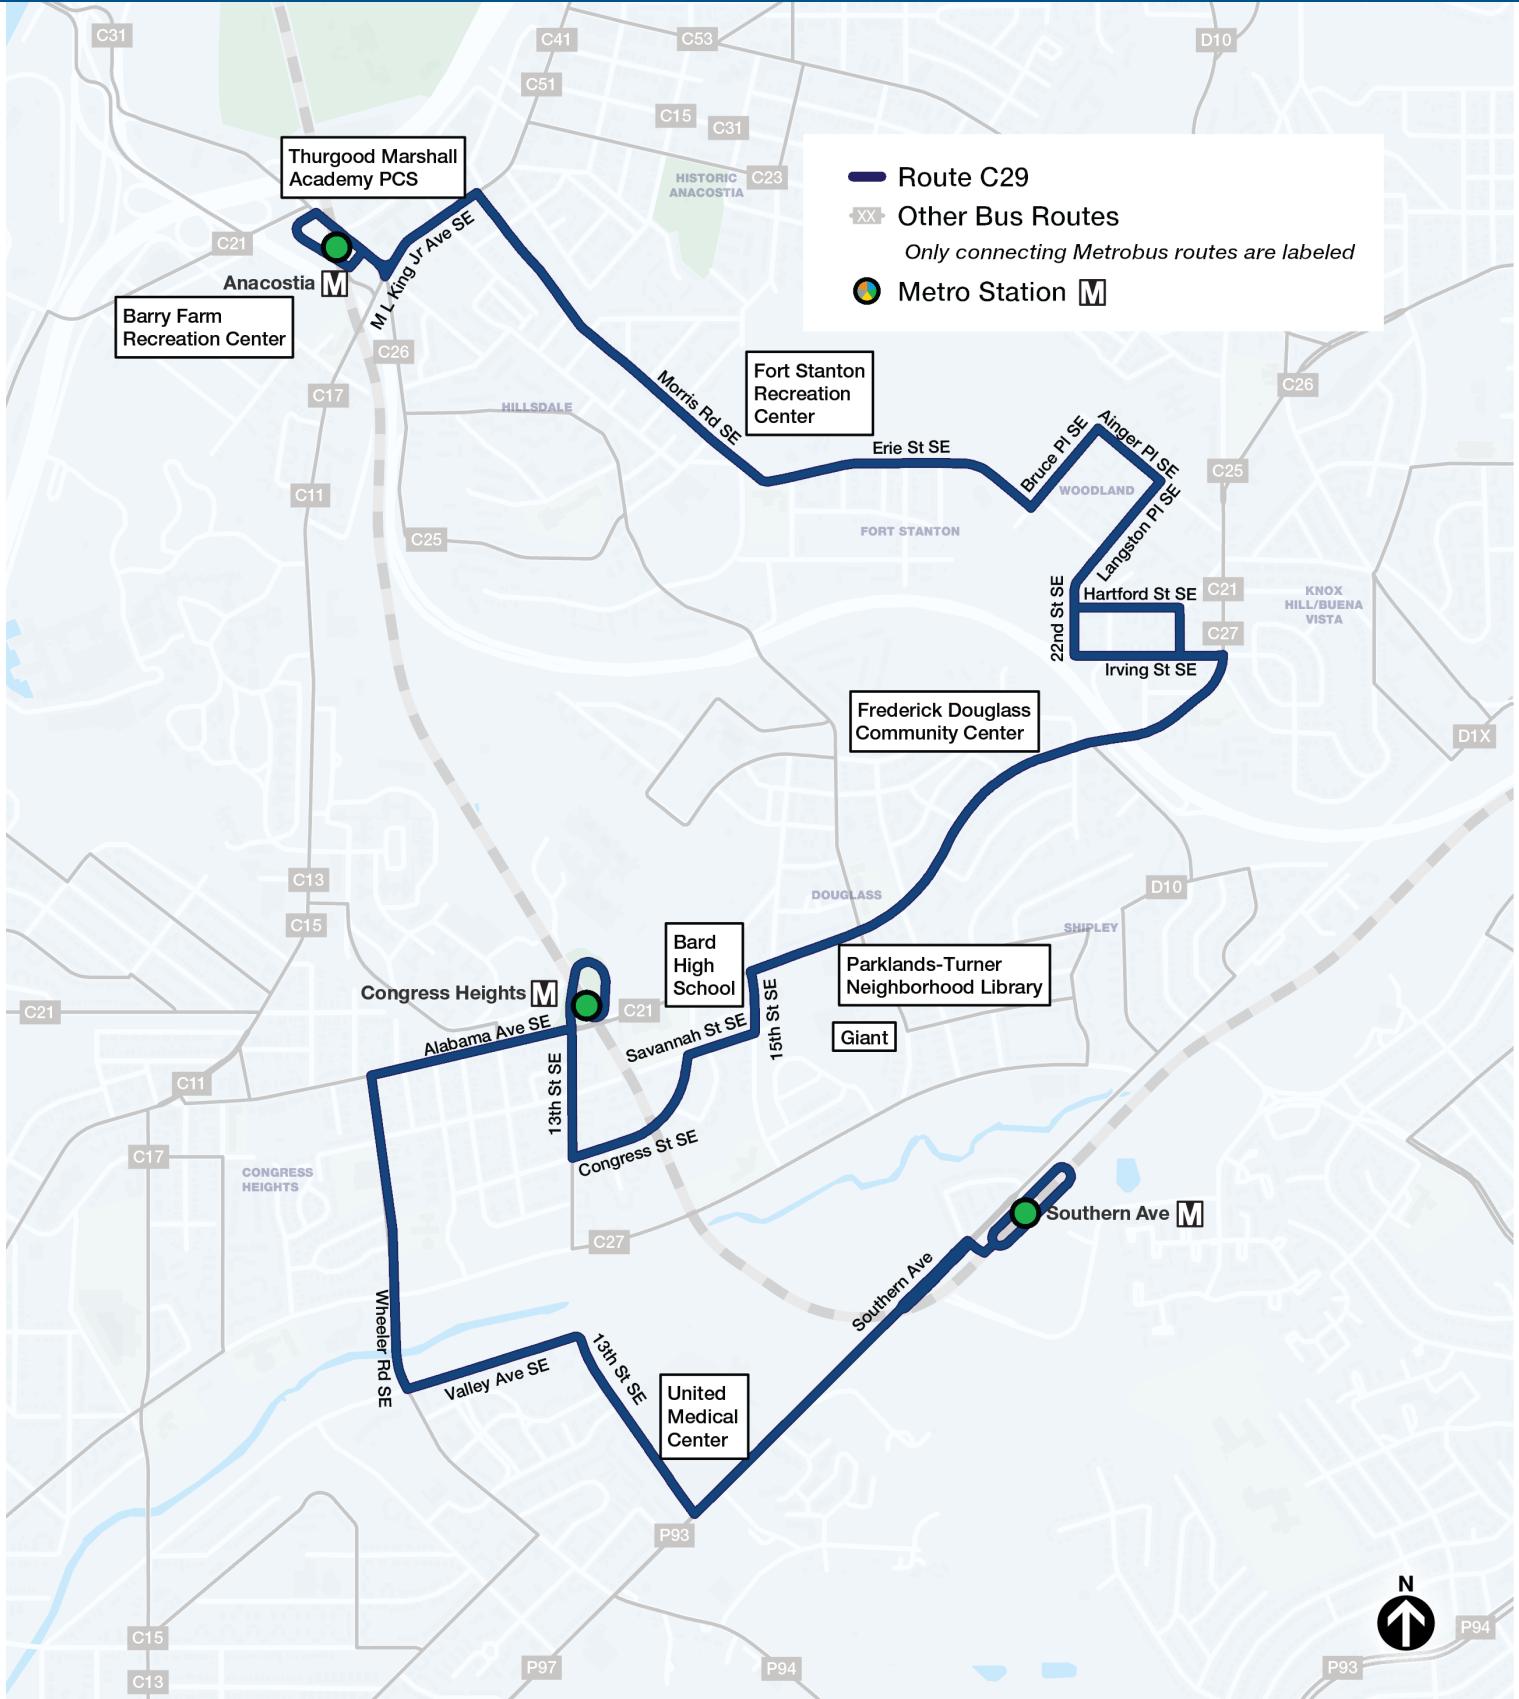 C31
C41
C53
D10
C51
C15
C31
Thurgood Marshall
Academy PCS
HISTORIC
ANACOSTIA
C23
Route C29
XX
Other Bus Routes
Only connecting Metrobus routes are labeled
Metro Station M
C21
Anacostia M
M L King Jr Ave SE
Barry Farm
Recreation Center
C26
C17
HILLSDALE
Morris Rd SE
Fort Stanton
Recreation
Center
Erie St SE
Bruce Pl SE
Ainger Pl SE
C26
C25
WOODLAND
Langston Pl SE
C11
C25
FORT STANTON
22nd St SE
Hartford St SE
C21
KNOX
HILL/BUENA
VISTA
C27
Irving St SE
Frederick Douglass
Community Center
D1X
C13
C15
DOUGLASS
D10
SHIPLEY
Bard
High
School
Parklands-Turner
Neighborhood Library
Congress Heights M
C21
C21
Alabama Ave SE
Savannah St SE
15th St SE
Giant
C11
13th St SE
Congress St SE
C17
CONGRESS
HEIGHTS
C27
Southern Ave M
Southern Ave
Wheeler Rd SE
Valley Ave SE
13th St SE
United
Medical
Center
P93
N
C15
C13
P97
P94
P93
P94